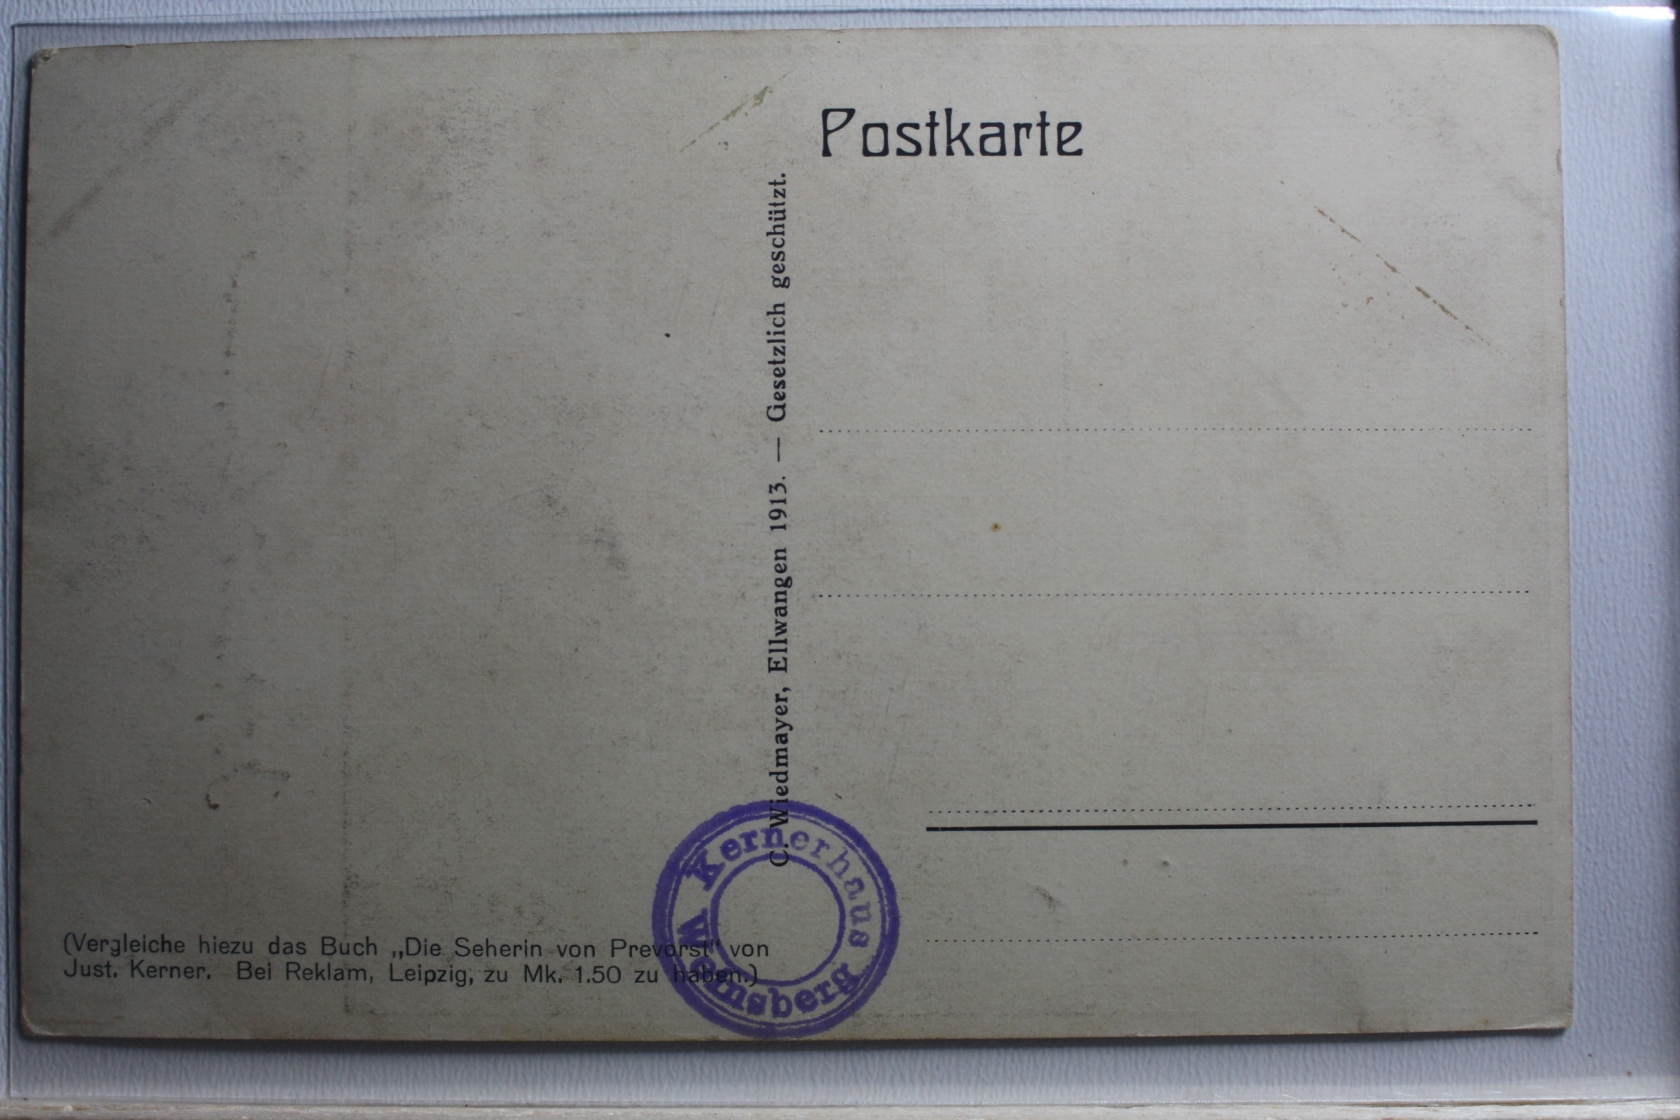 Postkarte
C. Wiedmayer, Ellwangen 1913. — Gesetzlich geschützt.
Kernerhaus
Weinsberg
(Vergleiche hiezu das Buch „Die Seherin von Prevorst" von
Just. Kerner. Bei Reklam, Leipzig, zu Mk. 1.50 zu haben.)